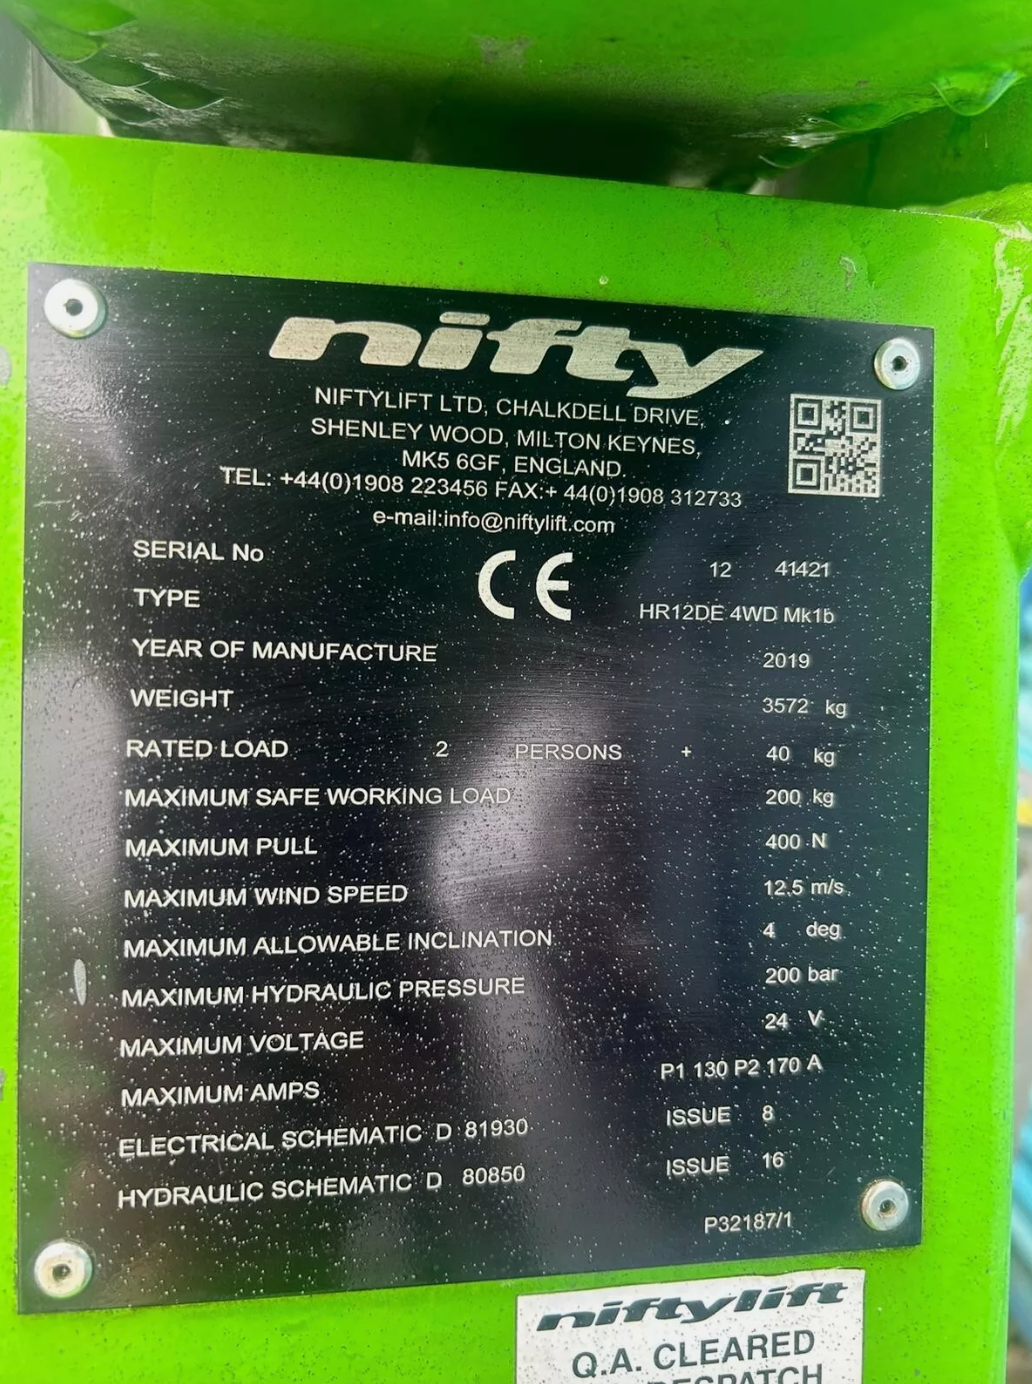 nifty
NIFTYLIFT LTD, CHALKDELL DRIVE,
SHENLEY WOOD, MILTON KEYNES,
MK5 6GF, ENGLAND.
TEL: +44(0)1908 223456 FAX:+ 44(0)1908 312733
e-mail:info@niftylift.com
CE
SERIAL No 12 41421
TYPE HR12DE 4WD Mk1b
YEAR OF MANUFACTURE 2019
WEIGHT 3572 kg
RATED LOAD 2 PERSONS + 40 kg
MAXIMUM SAFE WORKING LOAD 200 kg
MAXIMUM PULL 400 N
MAXIMUM WIND SPEED 12.5 m/s
MAXIMUM ALLOWABLE INCLINATION 4 deg
MAXIMUM HYDRAULIC PRESSURE 200 bar
MAXIMUM VOLTAGE 24 V
MAXIMUM AMPS P1 130 P2 170 A
ELECTRICAL SCHEMATIC D 81930 ISSUE 8
HYDRAULIC SCHEMATIC D 80850 ISSUE 16
P32187/1
niftylift
Q.A. CLEARED